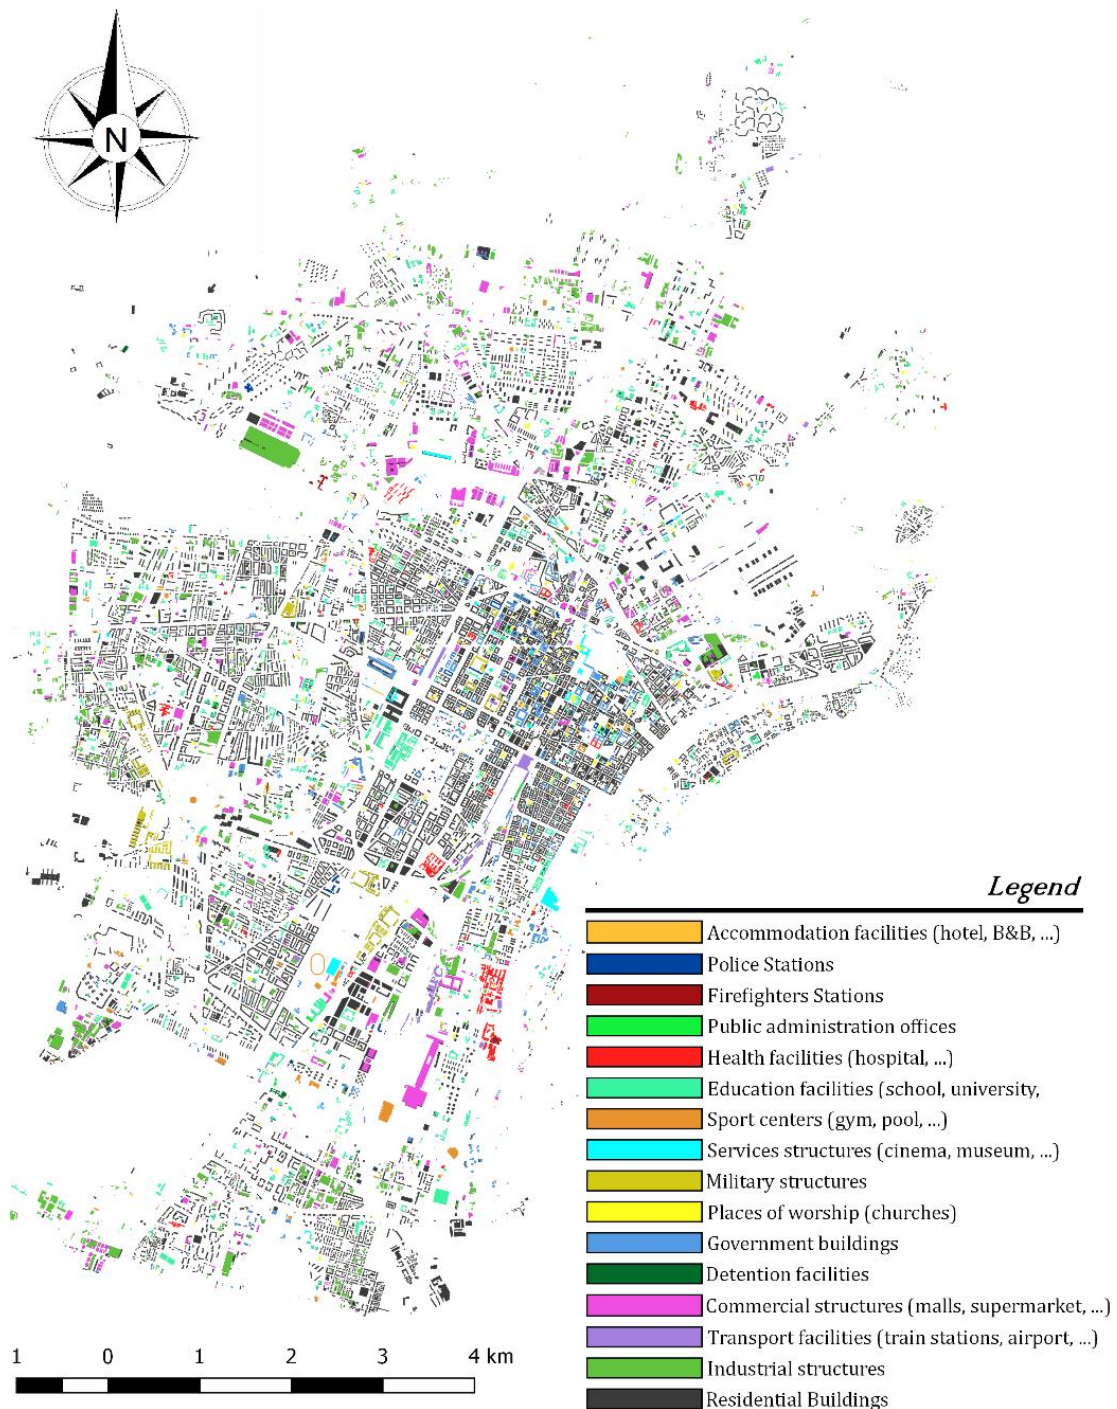 N
Legend
Accommodation facilities (hotel, B&B, ...)
Police Stations
Firefighters Stations
Public administration offices
Health facilities (hospital, ...)
Education facilities (school, university,
Sport centers (gym, pool, ...)
Services structures (cinema, museum, ...)
Military structures
Places of worship (churches)
Government buildings
Detention facilities
Commercial structures (malls, supermarket, ...)
Transport facilities (train stations, airport, ...)
Industrial structures
Residential Buildings
1 0 1 2 3 4 km